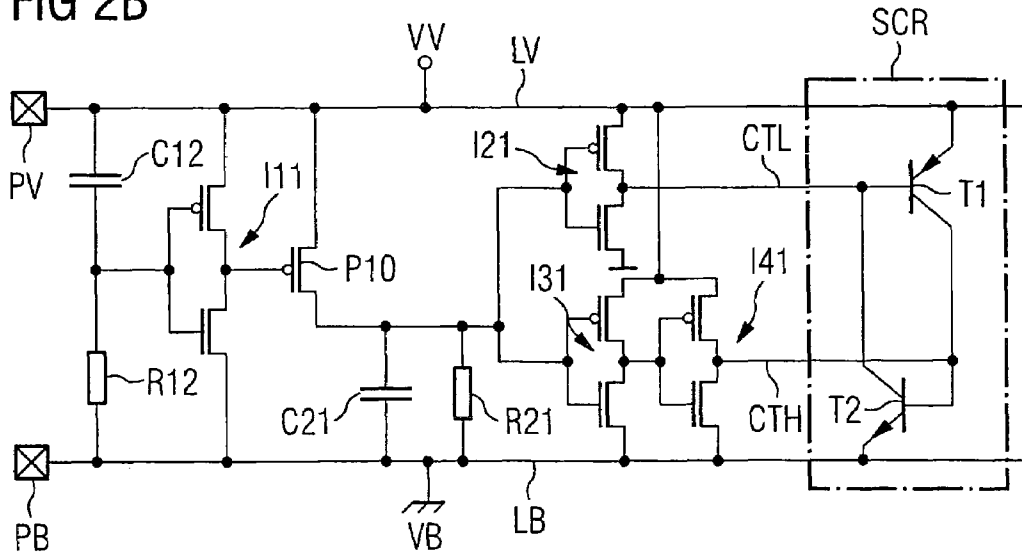 FIG 2B
SCR
VV
LV
PV
C12
I11
I21
CTL
T1
P10
I31
I41
R12
C21
R21
CTH
T2
PB
VB
LB